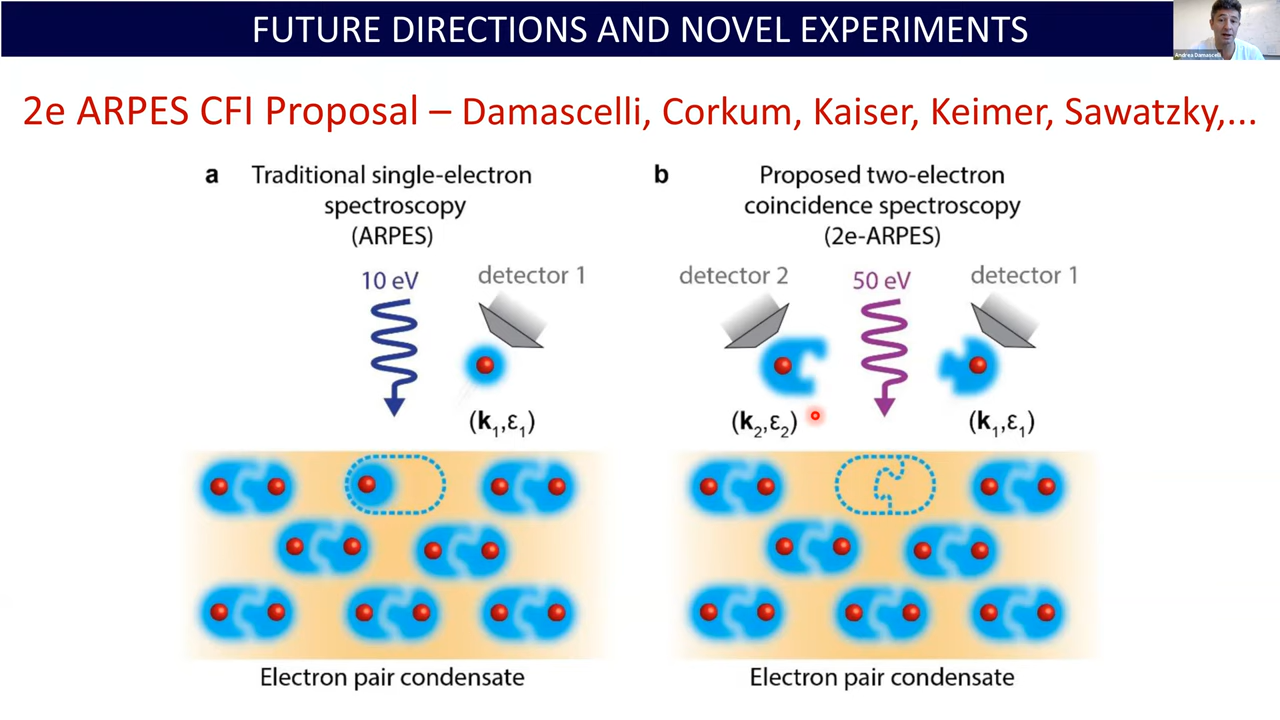 FUTURE DIRECTIONS AND NOVEL EXPERIMENTS
Andrea Damascelli
2e ARPES CFI Proposal – Damascelli, Corkum, Kaiser, Keimer, Sawatzky,...
a Traditional single-electron
spectroscopy
(ARPES)
10 eV
detector 1
(k1,ε1)
Electron pair condensate
b Proposed two-electron
coincidence spectroscopy
(2e-ARPES)
detector 2
50 eV
detector 1
(k2,ε2)
(k1,ε1)
Electron pair condensate